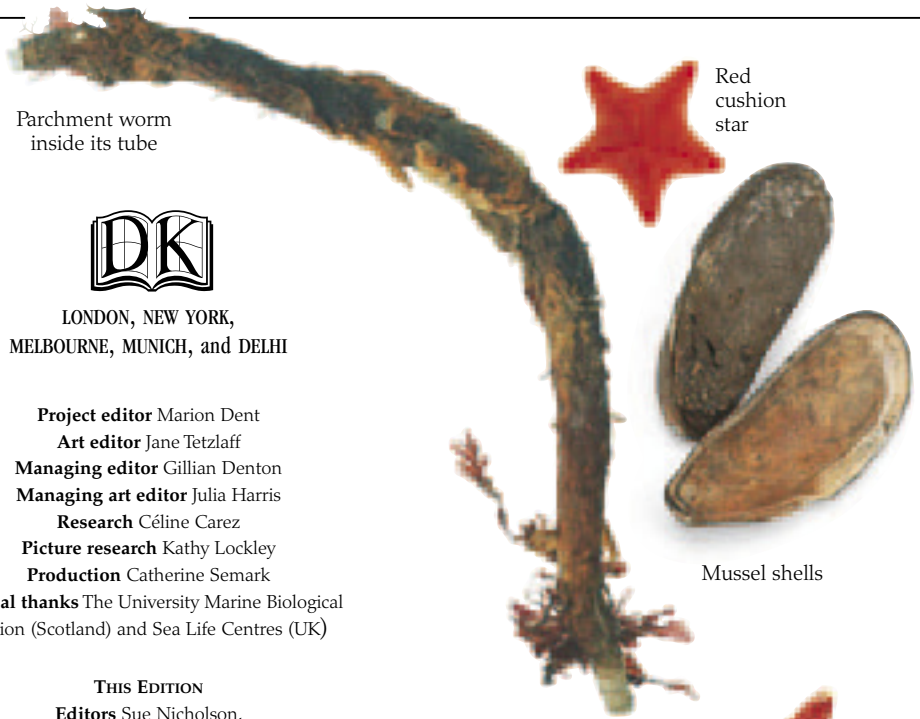 Parchment worm
inside its tube
Red
cushion
star
DK
LONDON, NEW YORK,
MELBOURNE, MUNICH, and DELHI
Project editor Marion Dent
Art editor Jane Tetzlaff
Managing editor Gillian Denton
Managing art editor Julia Harris
Research Céline Carez
Picture research Kathy Lockley
Production Catherine Semark
al thanks The University Marine Biological
ion (Scotland) and Sea Life Centres (UK)
Mussel shells
THIS EDITION
Editors Sue Nicholson,